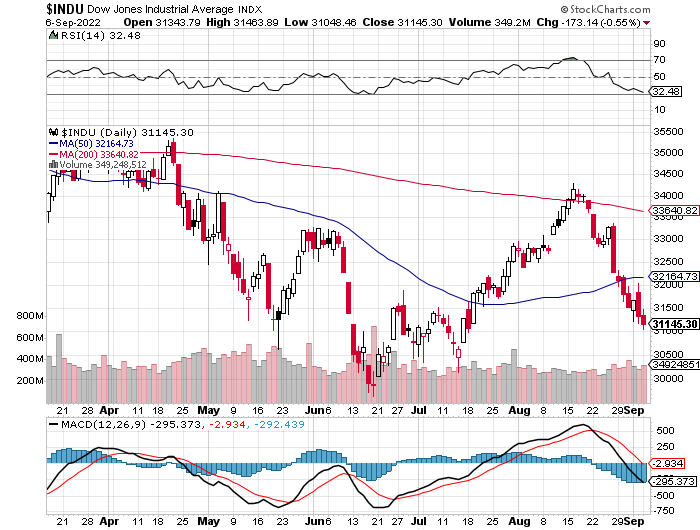 $INDU Dow Jones Industrial Average INDX © StockCharts.com
6-Sep-2022 Open 31343.79 High 31463.89 Low 31048.46 Close 31145.30 Volume 349.2M Chg -173.14 (-0.55%)
RSI(14) 32.48
90
70
50
32.48
10
$INDU (Daily) 31145.30
MA(50) 32164.73
MA(200) 33640.82
Volume 349,248,512
35500
35000
34500
34000
33640.82
33000
32500
32164.73
32000
31500
31145.30
30500
34924851
30000
800M
600M
400M
200M
21 28 Apr 11 18 25 May 9 16 23 Jun 6 13 21 27 Jul 11 18 25 Aug 8 15 22 29 Sep
MACD(12,26,9) -295.373, -2.934, -292.439
500
250
-2.934
-295.373
-500
-750
21 28 Apr 11 18 25 May 9 16 23 Jun 6 13 21 27 Jul 11 18 25 Aug 8 15 22 29 Sep